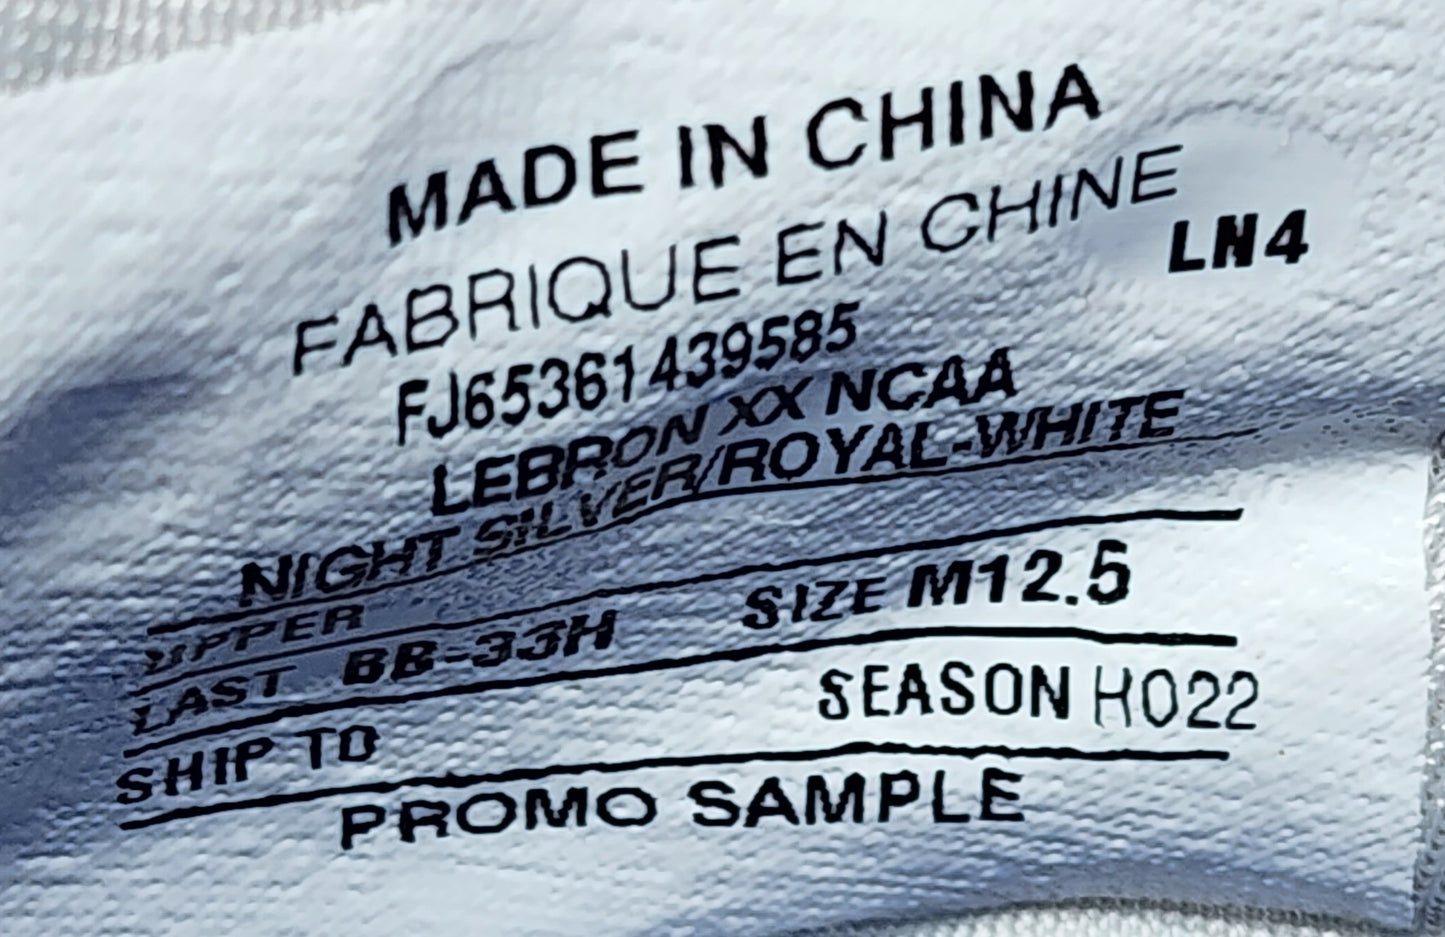 MADE IN CHINA
FABRIQUE EN CHINE
LN4
FJ65361439585
LEBRON XX NCAA
NIGHT SILVER/ROYAL-WHITE
UPPER
LAST BB-33H SIZE M12.5
SHIP TO SEASON HO22
PROMO SAMPLE